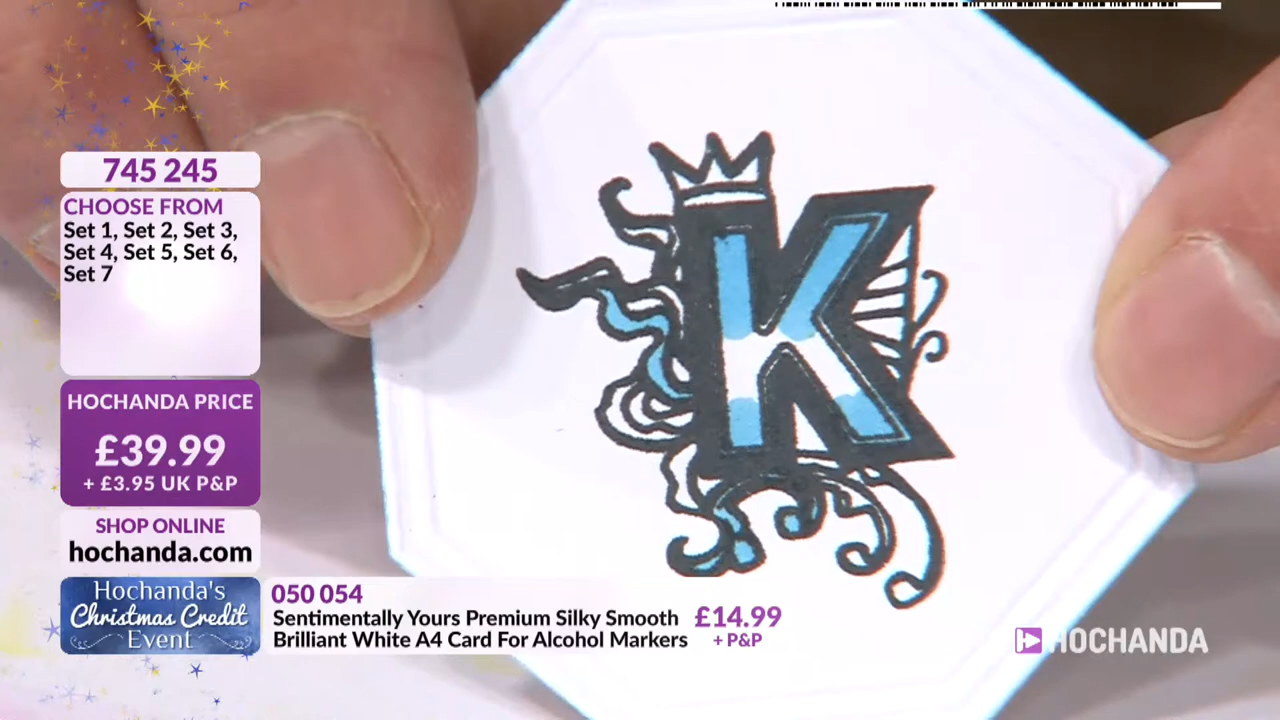 745 245
CHOOSE FROM
Set 1, Set 2, Set 3,
Set 4, Set 5, Set 6,
Set 7
HOCHANDA PRICE
£39.99
+ £3.95 UK P&P
SHOP ONLINE
hochanda.com
Hochanda's
Christmas Credit
Event
050 054
Sentimentally Yours Premium Silky Smooth
Brilliant White A4 Card For Alcohol Markers
£14.99
+ P&P
K
HOCHANDA